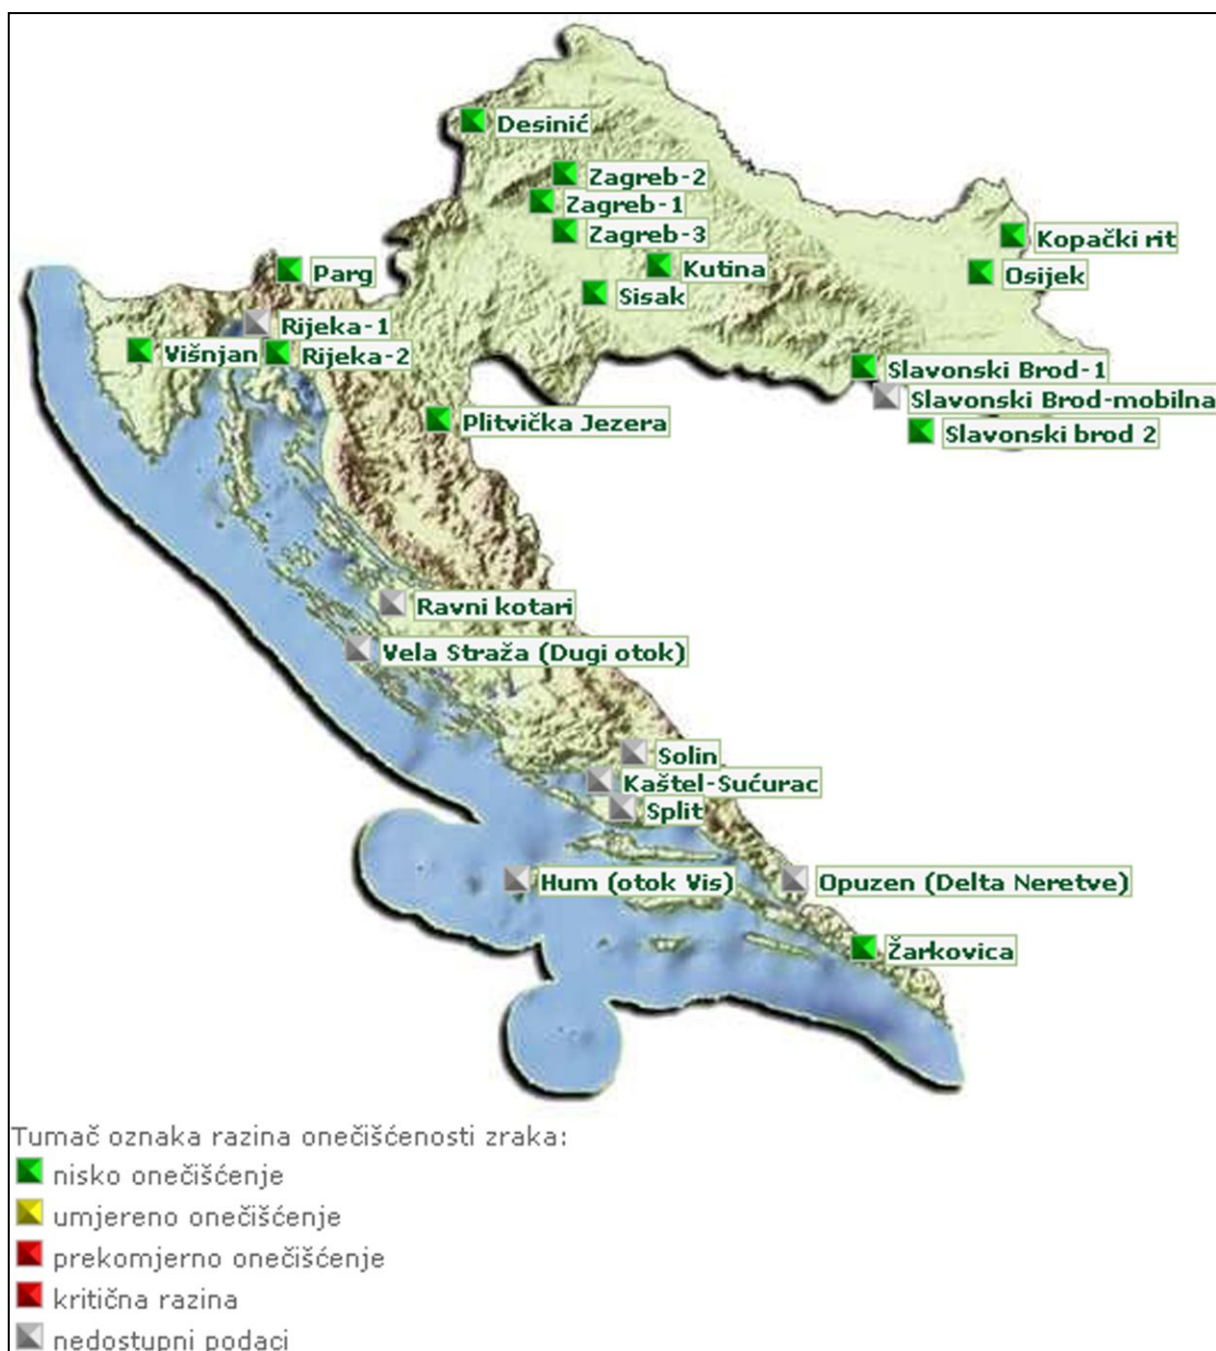 Desinić
Zagreb-2
Zagreb-1
Zagreb-3
Kopački rit
Parg
Kutina
Osijek
Sisak
Rijeka-1
Višnjan
Rijeka-2
Slavonski Brod-1
Slavonski Brod-mobilna
Plitvička Jezera
Slavonski brod 2
Ravni kotari
Vela Straža (Dugi otok)
Solin
Kaštel-Sućurac
Split
Hum (otok Vis)
Opuzen (Delta Neretve)
Žarkovica
Tumač oznaka razina onečišćenosti zraka:
nisko onečišćenje
umjereno onečišćenje
prekomjerno onečišćenje
kritična razina
nedostupni podaci